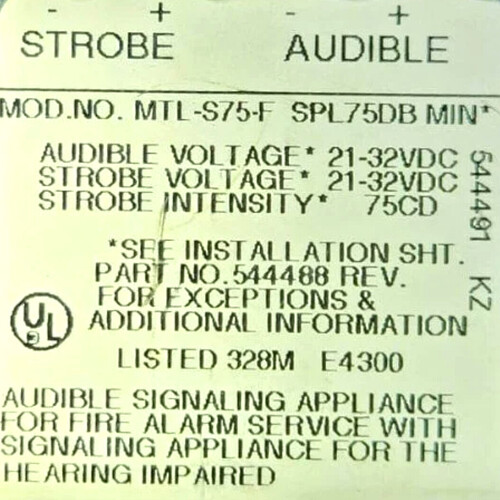 - + - +
STROBE AUDIBLE
MOD.NO. MTL-S75-F SPL75DB MIN*
AUDIBLE VOLTAGE* 21-32VDC
STROBE VOLTAGE* 21-32VDC
STROBE INTENSITY* 75CD
544491 KZ
*SEE INSTALLATION SHT.
PART NO.544488 REV.
FOR EXCEPTIONS &
ADDITIONAL INFORMATION
UL
LISTED 328M E4300
AUDIBLE SIGNALING APPLIANCE
FOR FIRE ALARM SERVICE WITH
SIGNALING APPLIANCE FOR THE
HEARING IMPAIRED